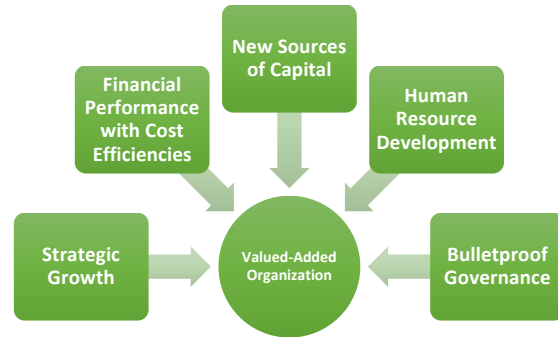 New Sources
of Capital
Financial
Performance
with Cost
Efficiencies
Human
Resource
Development
Strategic
Growth
Valued-Added
Organization
Bulletproof
Governance